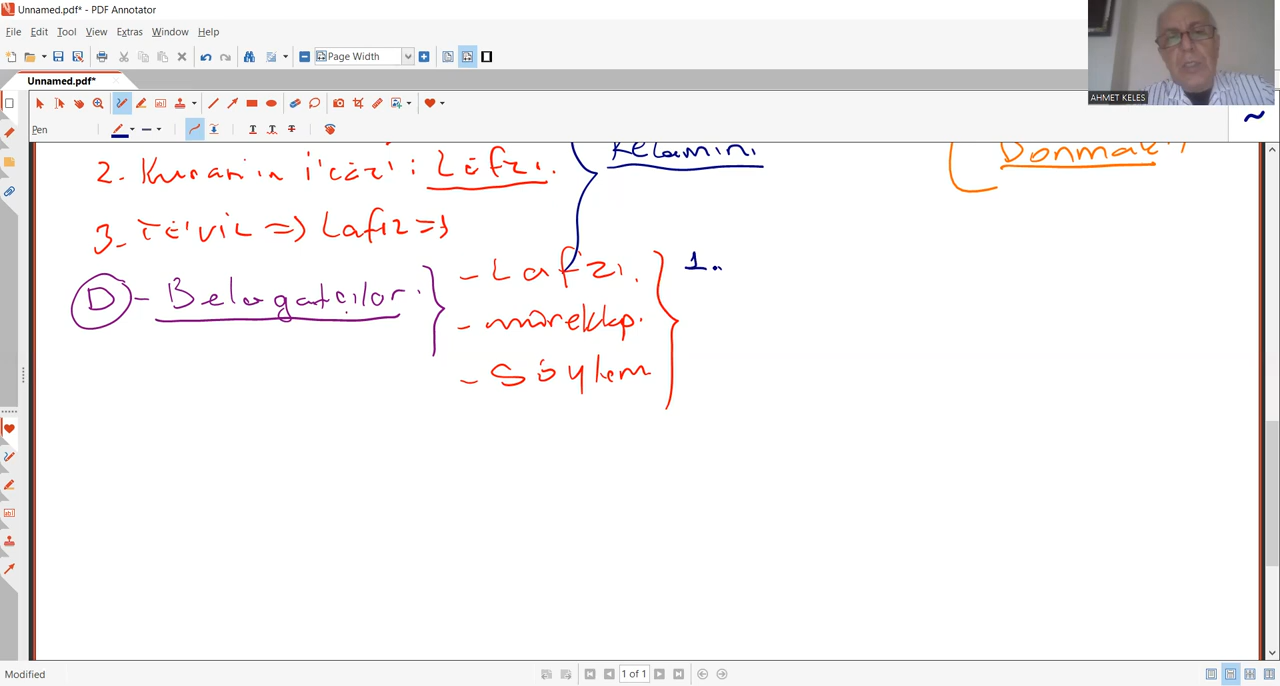 Unnamed.pdf* - PDF Annotator
File Edit Tool View Extras Window Help
Page Width
Unnamed.pdf*
AHMET KELES
Pen
Kelamını
Donmak
2. Kuranın i'cazı: Lafzı.
3. Te'vil => Lafız =>
D - Belagatçılar.
- Lafzı.
- mürekkep.
- Söylem
1.
Modified
1 of 1